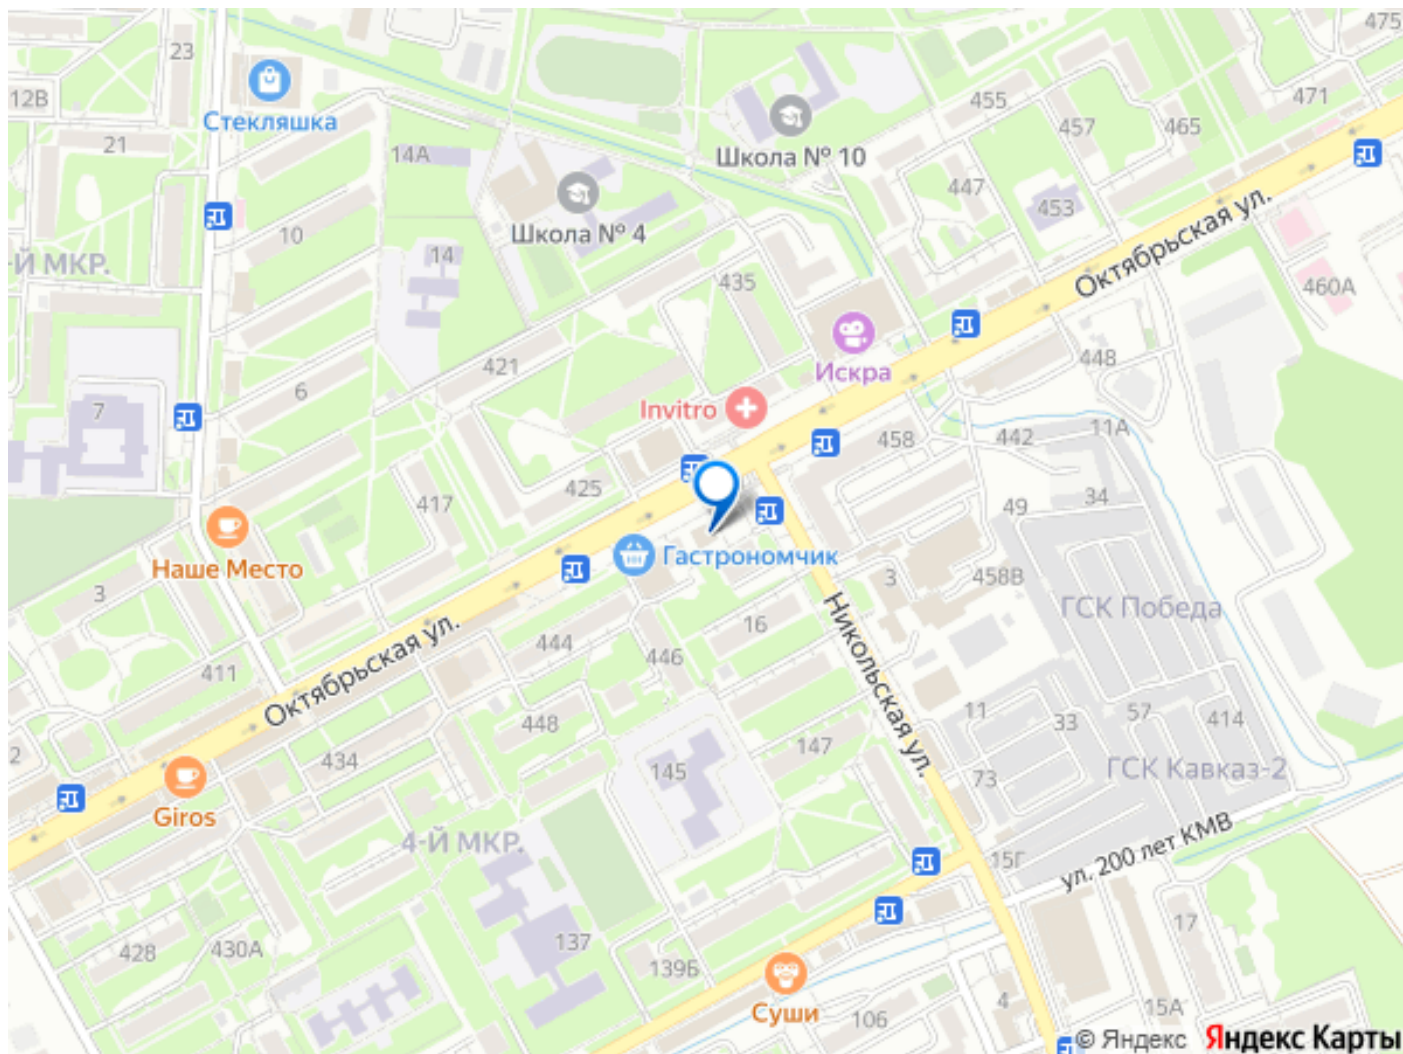 475
23
12В
Стекляшка
455
471
457
465
21
14А
Школа № 10
447
453
Школа № 4
10
14
-Й МКР.
Октябрьская ул.
435
460А
448
421
Искра
6
Invitro
7
458
442
11А
425
417
34
49
Наше Место
Гастрономчик
3
458В
3
ГСК Победа
444
16
446
Никольская ул.
Октябрьская ул.
411
448
11
33
57
414
2
434
147
145
73
ГСК Кавказ-2
Giros
4-Й МКР.
15Г
ул. 200 лет КМВ
428
430А
137
139Б
17
Суши
106
4
15А
© Яндекс
Яндекс Карты